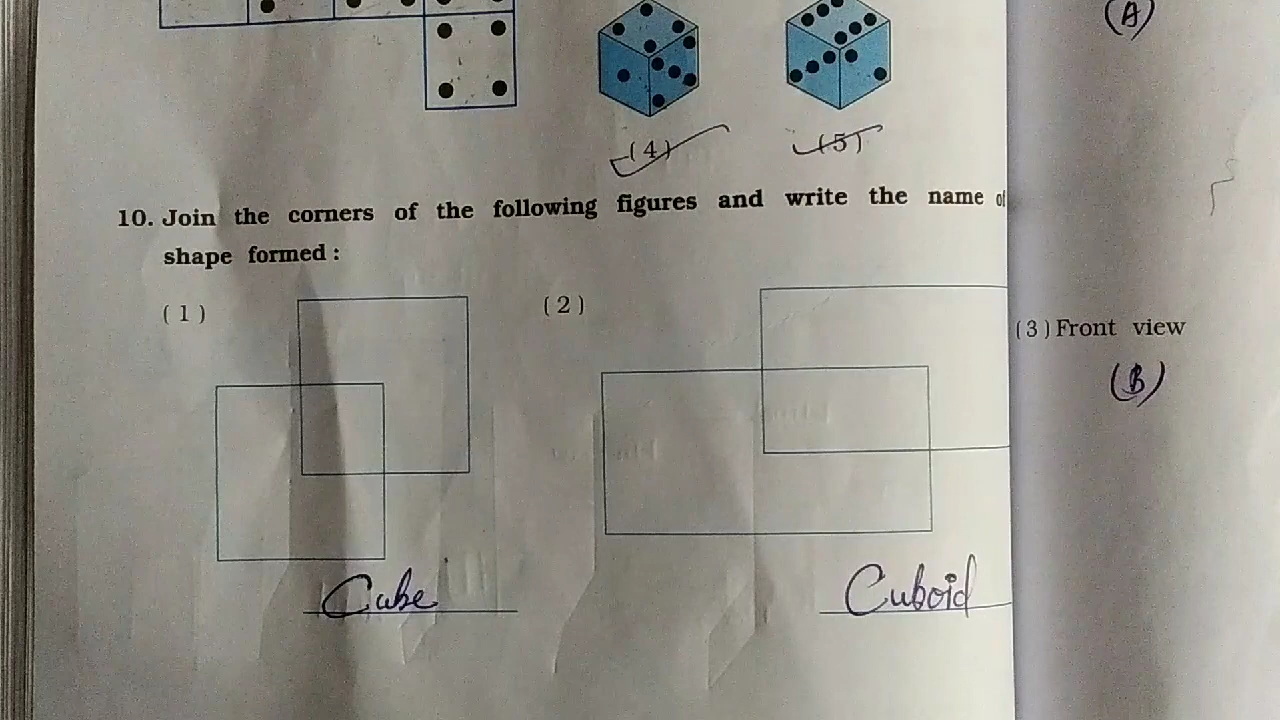 (A)
(4) (5)
10. Join the corners of the following figures and write the name of
shape formed :
(1) (2)
(3) Front view
(B)
Cube Cuboid